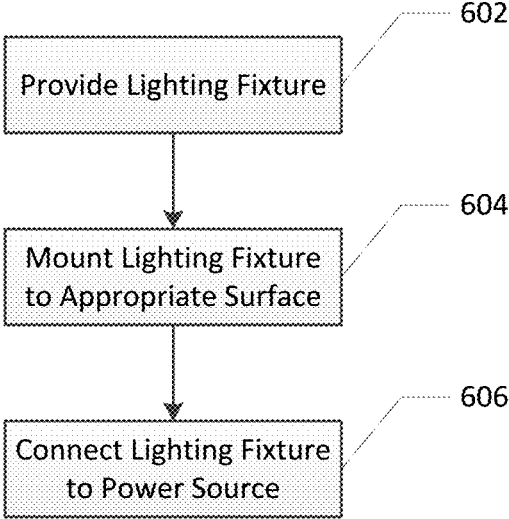 602
Provide Lighting Fixture
604
Mount Lighting Fixture
to Appropriate Surface
606
Connect Lighting Fixture
to Power Source